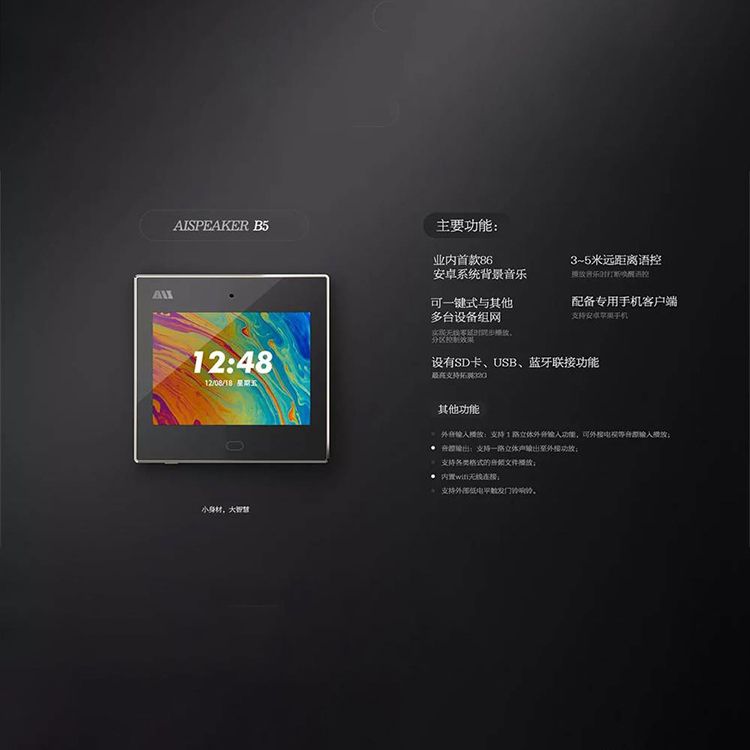 AISPEAKER B5
12:48
12/08/18 星期五
小身材，大智慧
主要功能：
业内首款86
安卓系统背景音乐
3~5米远距离语控
播放音乐时打断唤醒语控
可一键式与其他
多台设备组网
实现无线零延时同步播放、
分区控制效果
配备专用手机客户端
支持安卓苹果手机
设有SD卡、USB、蓝牙联接功能
最高支持拓展32G
其他功能
外音输入播放：支持 1 路立体外音输入功能，可外接电视等音源输入播放；
音源输出：支持一路立体声输出至外接功放；
支持各类格式的音频文件播放；
内置wifi无线连接；
支持外部低电平触发门铃响铃。